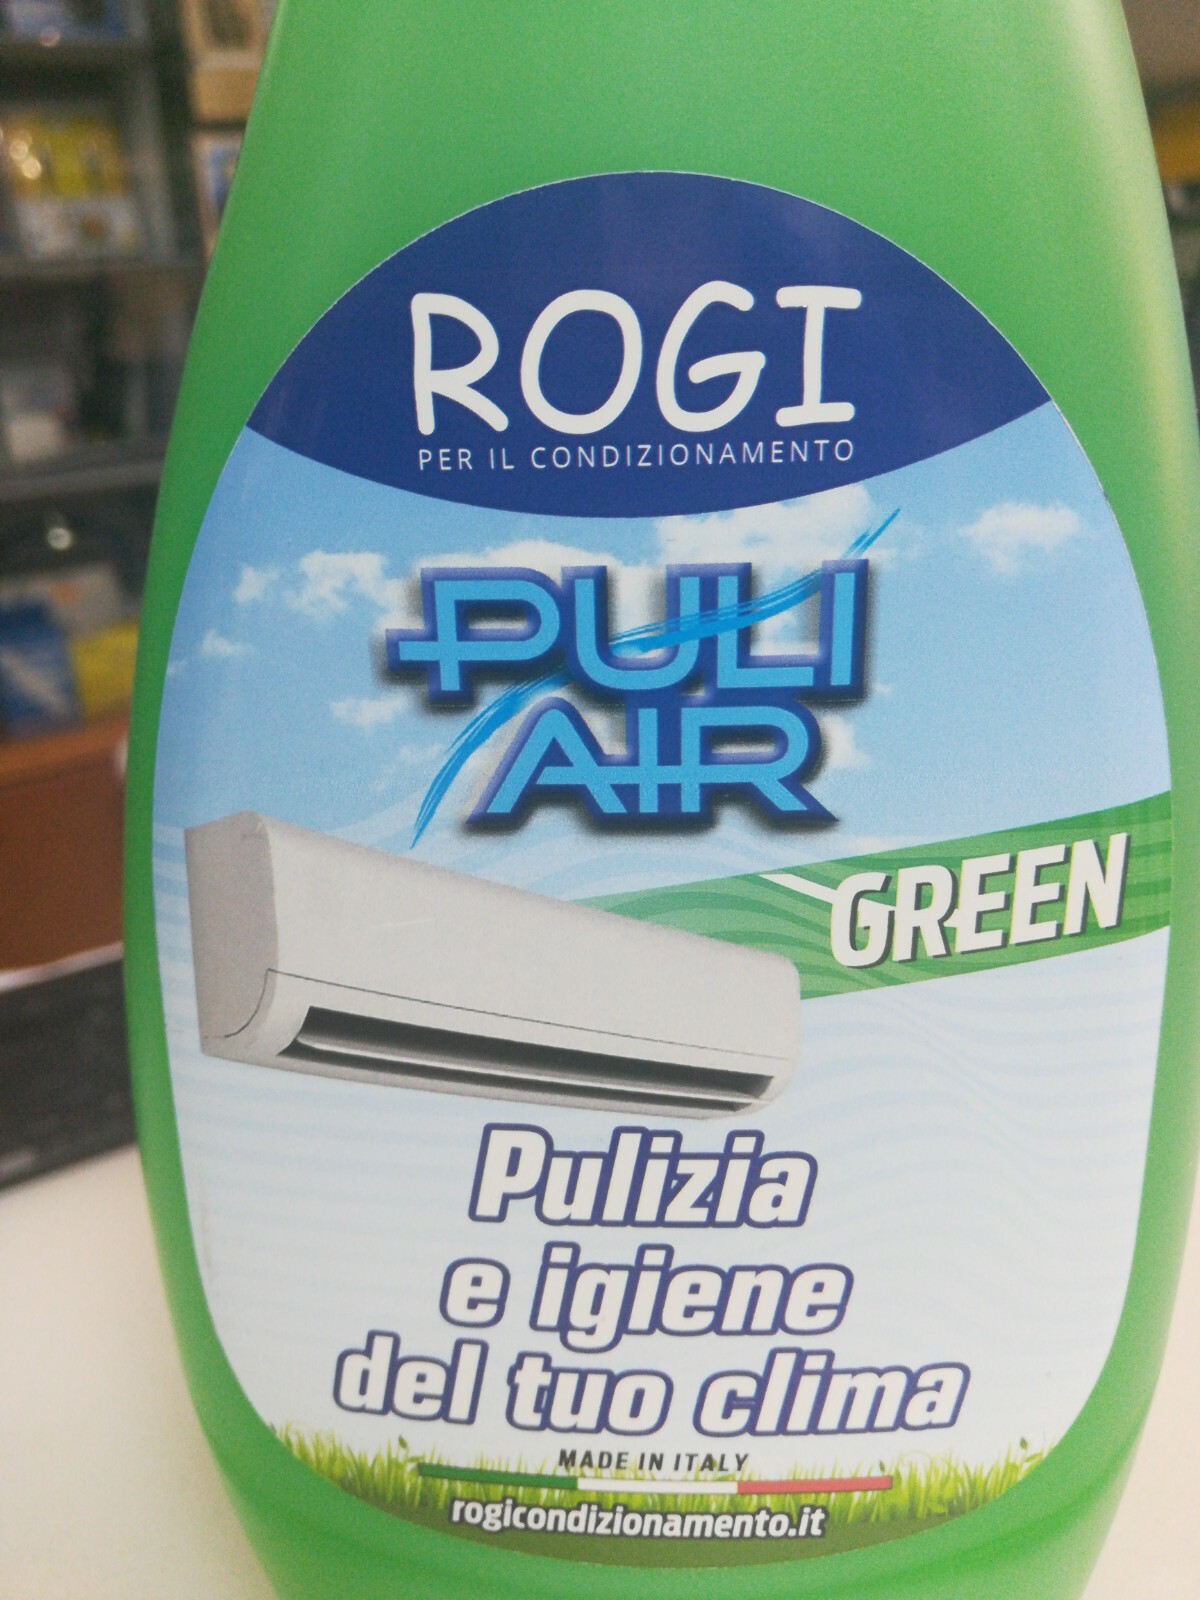 ROGI
PER IL CONDIZIONAMENTO
PULI
AIR
GREEN
Pulizia
e igiene
del tuo clima
MADE IN ITALY
rogicondizionamento.it